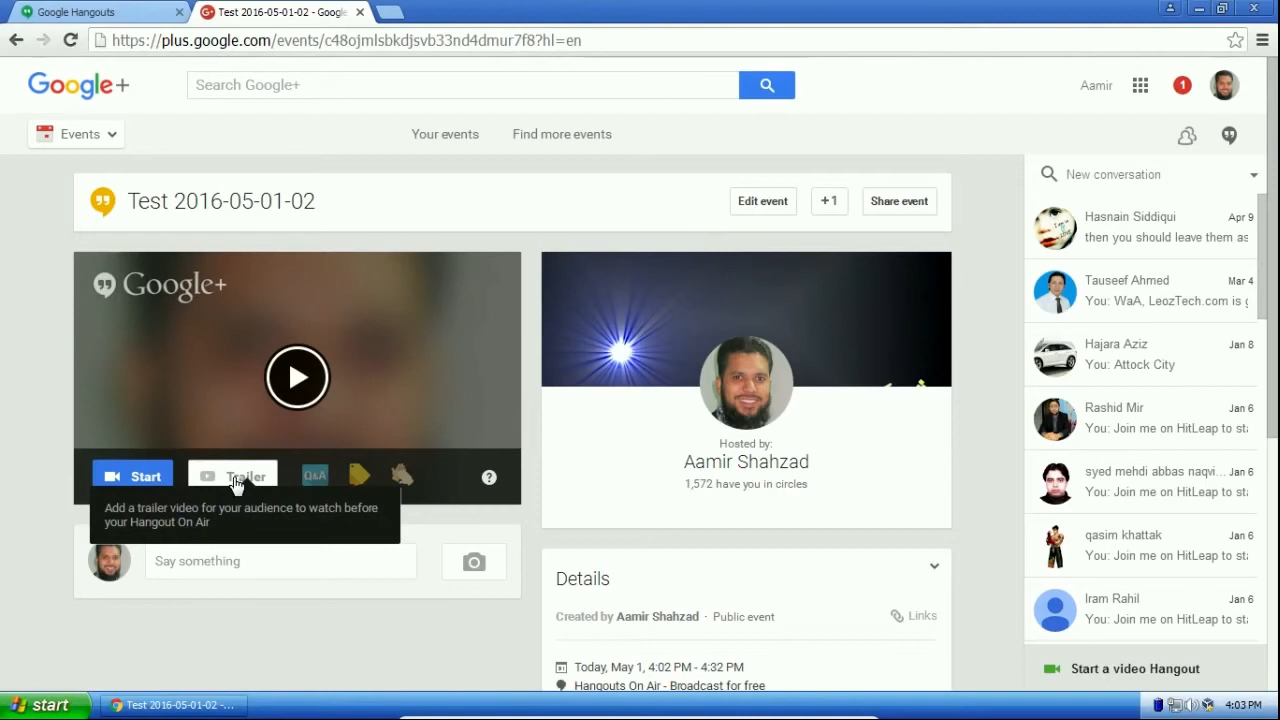 Google Hangouts
Test 2016-05-01-02 - Googl
https://plus.google.com/events/c48ojmlsbkdjsvb33nd4dmur7f8?hl=en
Google+
Search Google+
Aamir
1
Events
Your events
Find more events
Test 2016-05-01-02
Edit event
+1
Share event
Google+
Start
Trailer
Q&A
?
Add a trailer video for your audience to watch before
your Hangout On Air
Say something
Hosted by:
Aamir Shahzad
1,572 have you in circles
Details
Created by Aamir Shahzad · Public event
Links
Today, May 1, 4:02 PM - 4:32 PM
Hangouts On Air - Broadcast for free
New conversation
Hasnain Siddiqui Apr 9
then you should leave them as
Tauseef Ahmed Mar 4
You: WaA, LeozTech.com is g
Hajara Aziz Jan 8
You: Attock City
Rashid Mir Jan 6
You: Join me on HitLeap to sta
syed mehdi abbas naqvi... Jan 6
You: Join me on HitLeap to sta
qasim khattak Jan 6
You: Join me on HitLeap to sta
Iram Rahil Jan 6
You: Join me on HitLeap to sta
Start a video Hangout
start
Test 2016-05-01-02 -...
4:03 PM